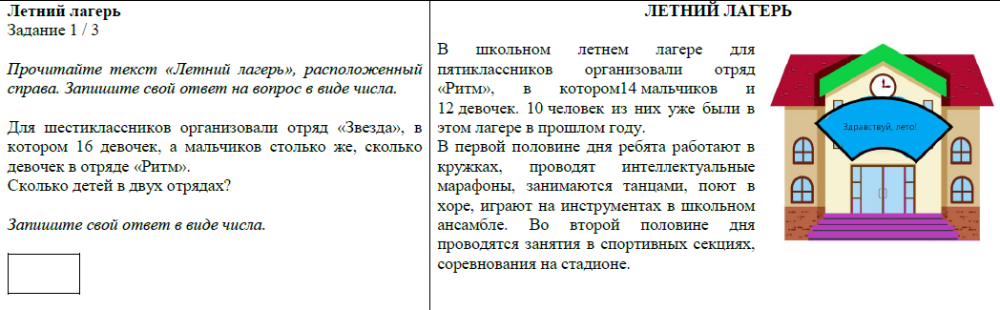 Летний лагерь
Задание 1 / 3
Прочитайте текст «Летний лагерь», расположенный
справа. Запишите свой ответ на вопрос в виде числа.
Для шестиклассников организовали отряд «Звезда», в
котором 16 девочек, а мальчиков столько же, сколько
девочек в отряде «Ритм».
Сколько детей в двух отрядах?
Запишите свой ответ в виде числа.
ЛЕТНИЙ ЛАГЕРЬ
В школьном летнем лагере для
пятиклассников организовали отряд
«Ритм», в котором14 мальчиков и
12 девочек. 10 человек из них уже были в
этом лагере в прошлом году.
В первой половине дня ребята работают в
кружках, проводят интеллектуальные
марафоны, занимаются танцами, поют в
хоре, играют на инструментах в школьном
ансамбле. Во второй половине дня
проводятся занятия в спортивных секциях,
соревнования на стадионе.
Здравствуй, лето!